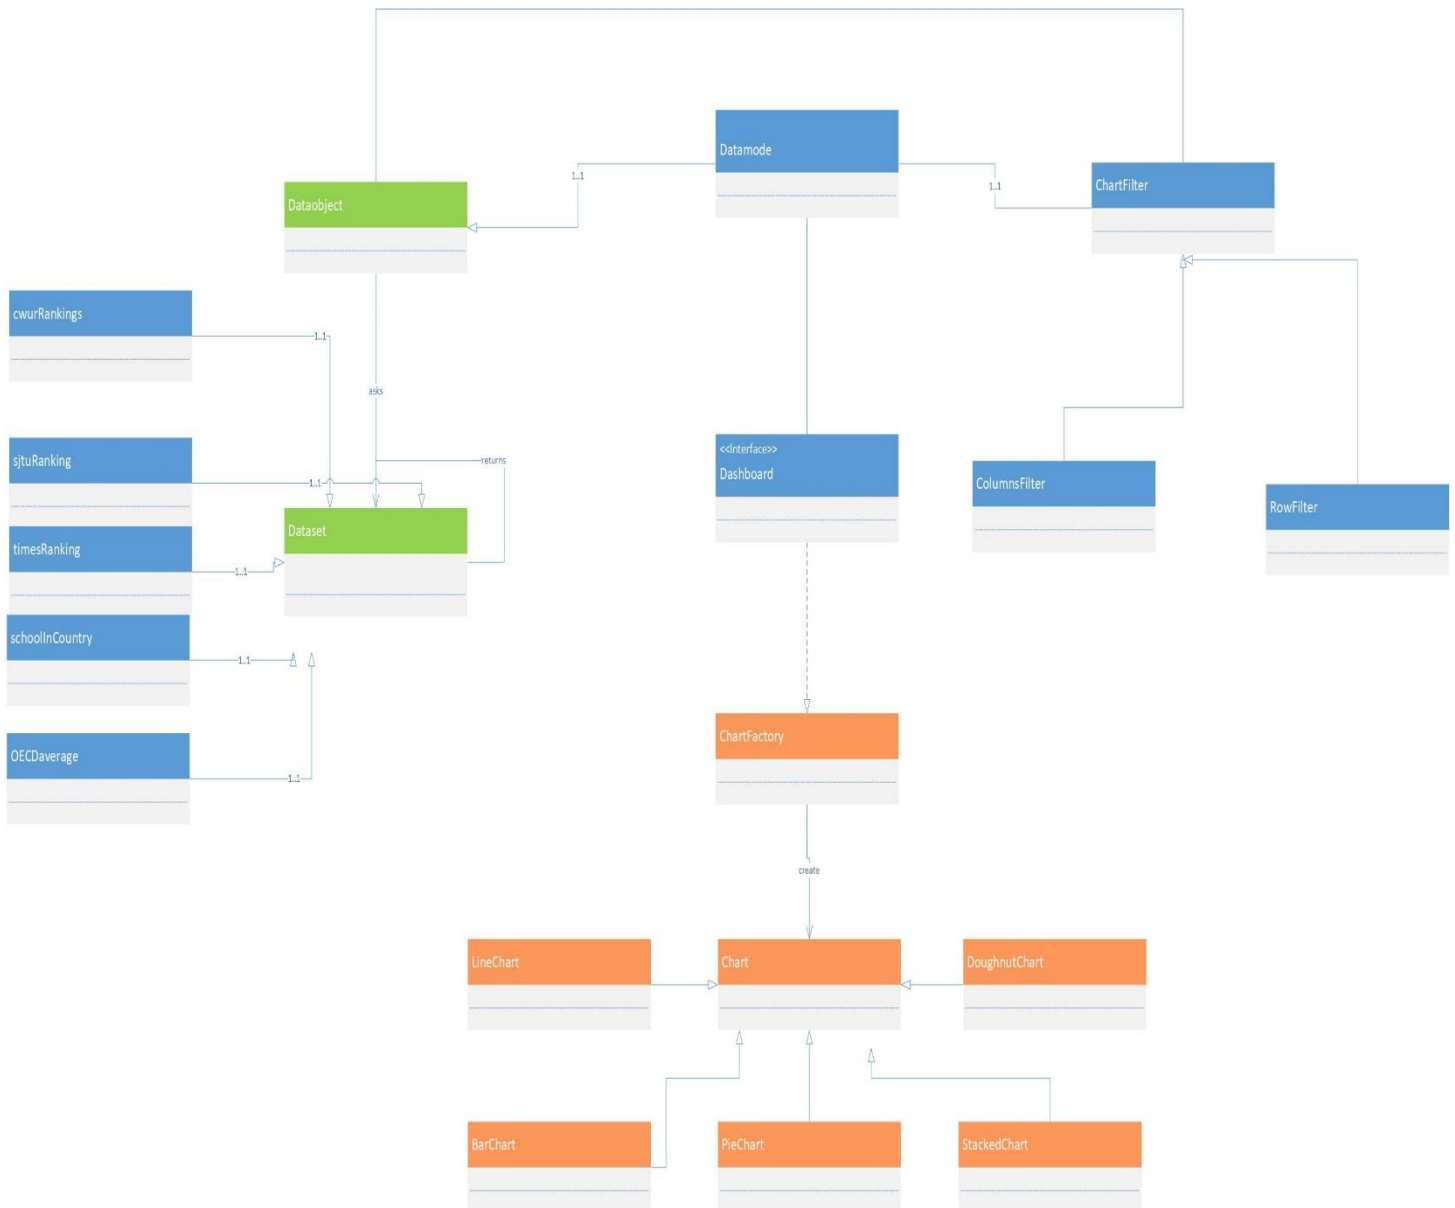 Datamode
1..1
1..1
ChartFilter
Dataobject
cwurRankings
1..1
asks
<<Interface>>
Dashboard
sjtuRanking
returns
ColumnsFilter
1..1
RowFilter
Dataset
timesRanking
1..1
schoolInCountry
1..1
ChartFactory
OECDaverage
1..1
create
LineChart
Chart
DoughnutChart
BarChart
PieChart
StackedChart